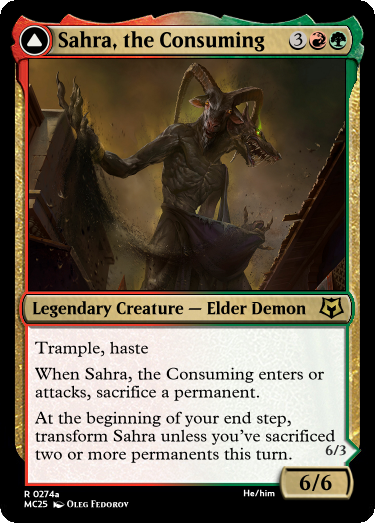 Sahra, the Consuming 3
Legendary Creature — Elder Demon
Trample, haste
When Sahra, the Consuming enters or
attacks, sacrifice a permanent.
At the beginning of your end step,
transform Sahra unless you’ve sacrificed
two or more permanents this turn.
6/3
6/6
R 0274a
He/him
MC25 Oleg Fedorov